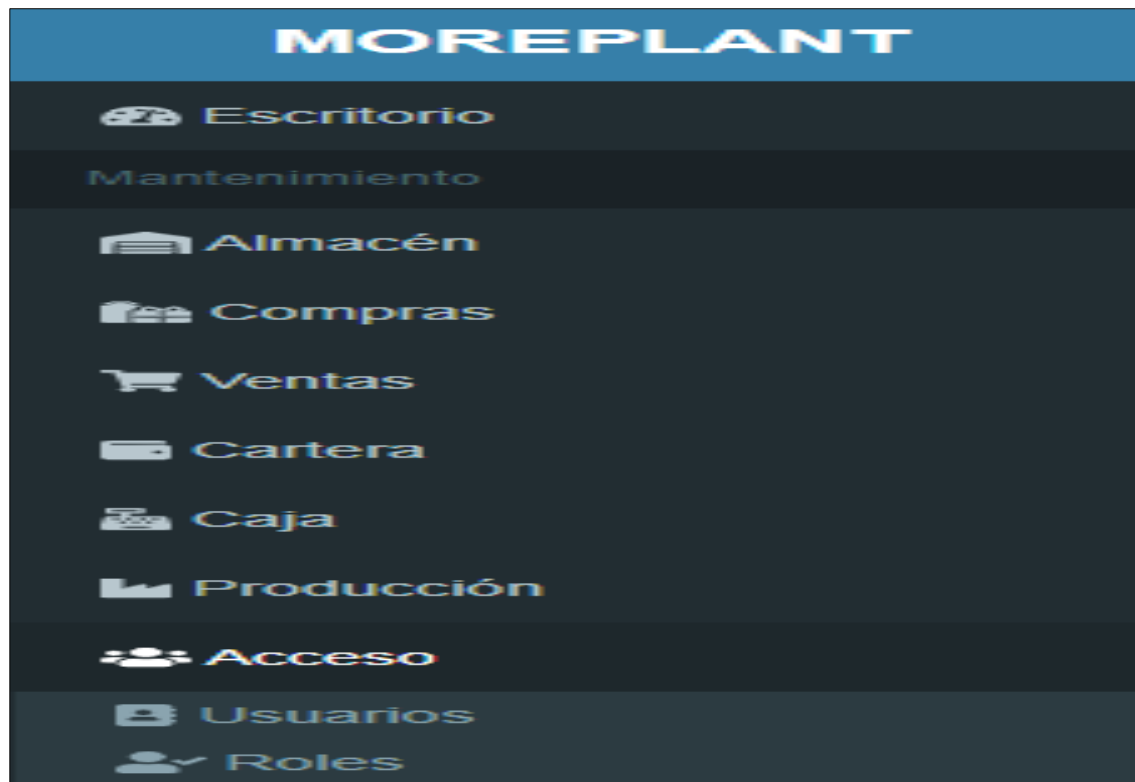 MOREPLANT
Escritorio
Mantenimiento
Almacén
Compras
Ventas
Cartera
Caja
Producción
Acceso
Usuarios
Roles